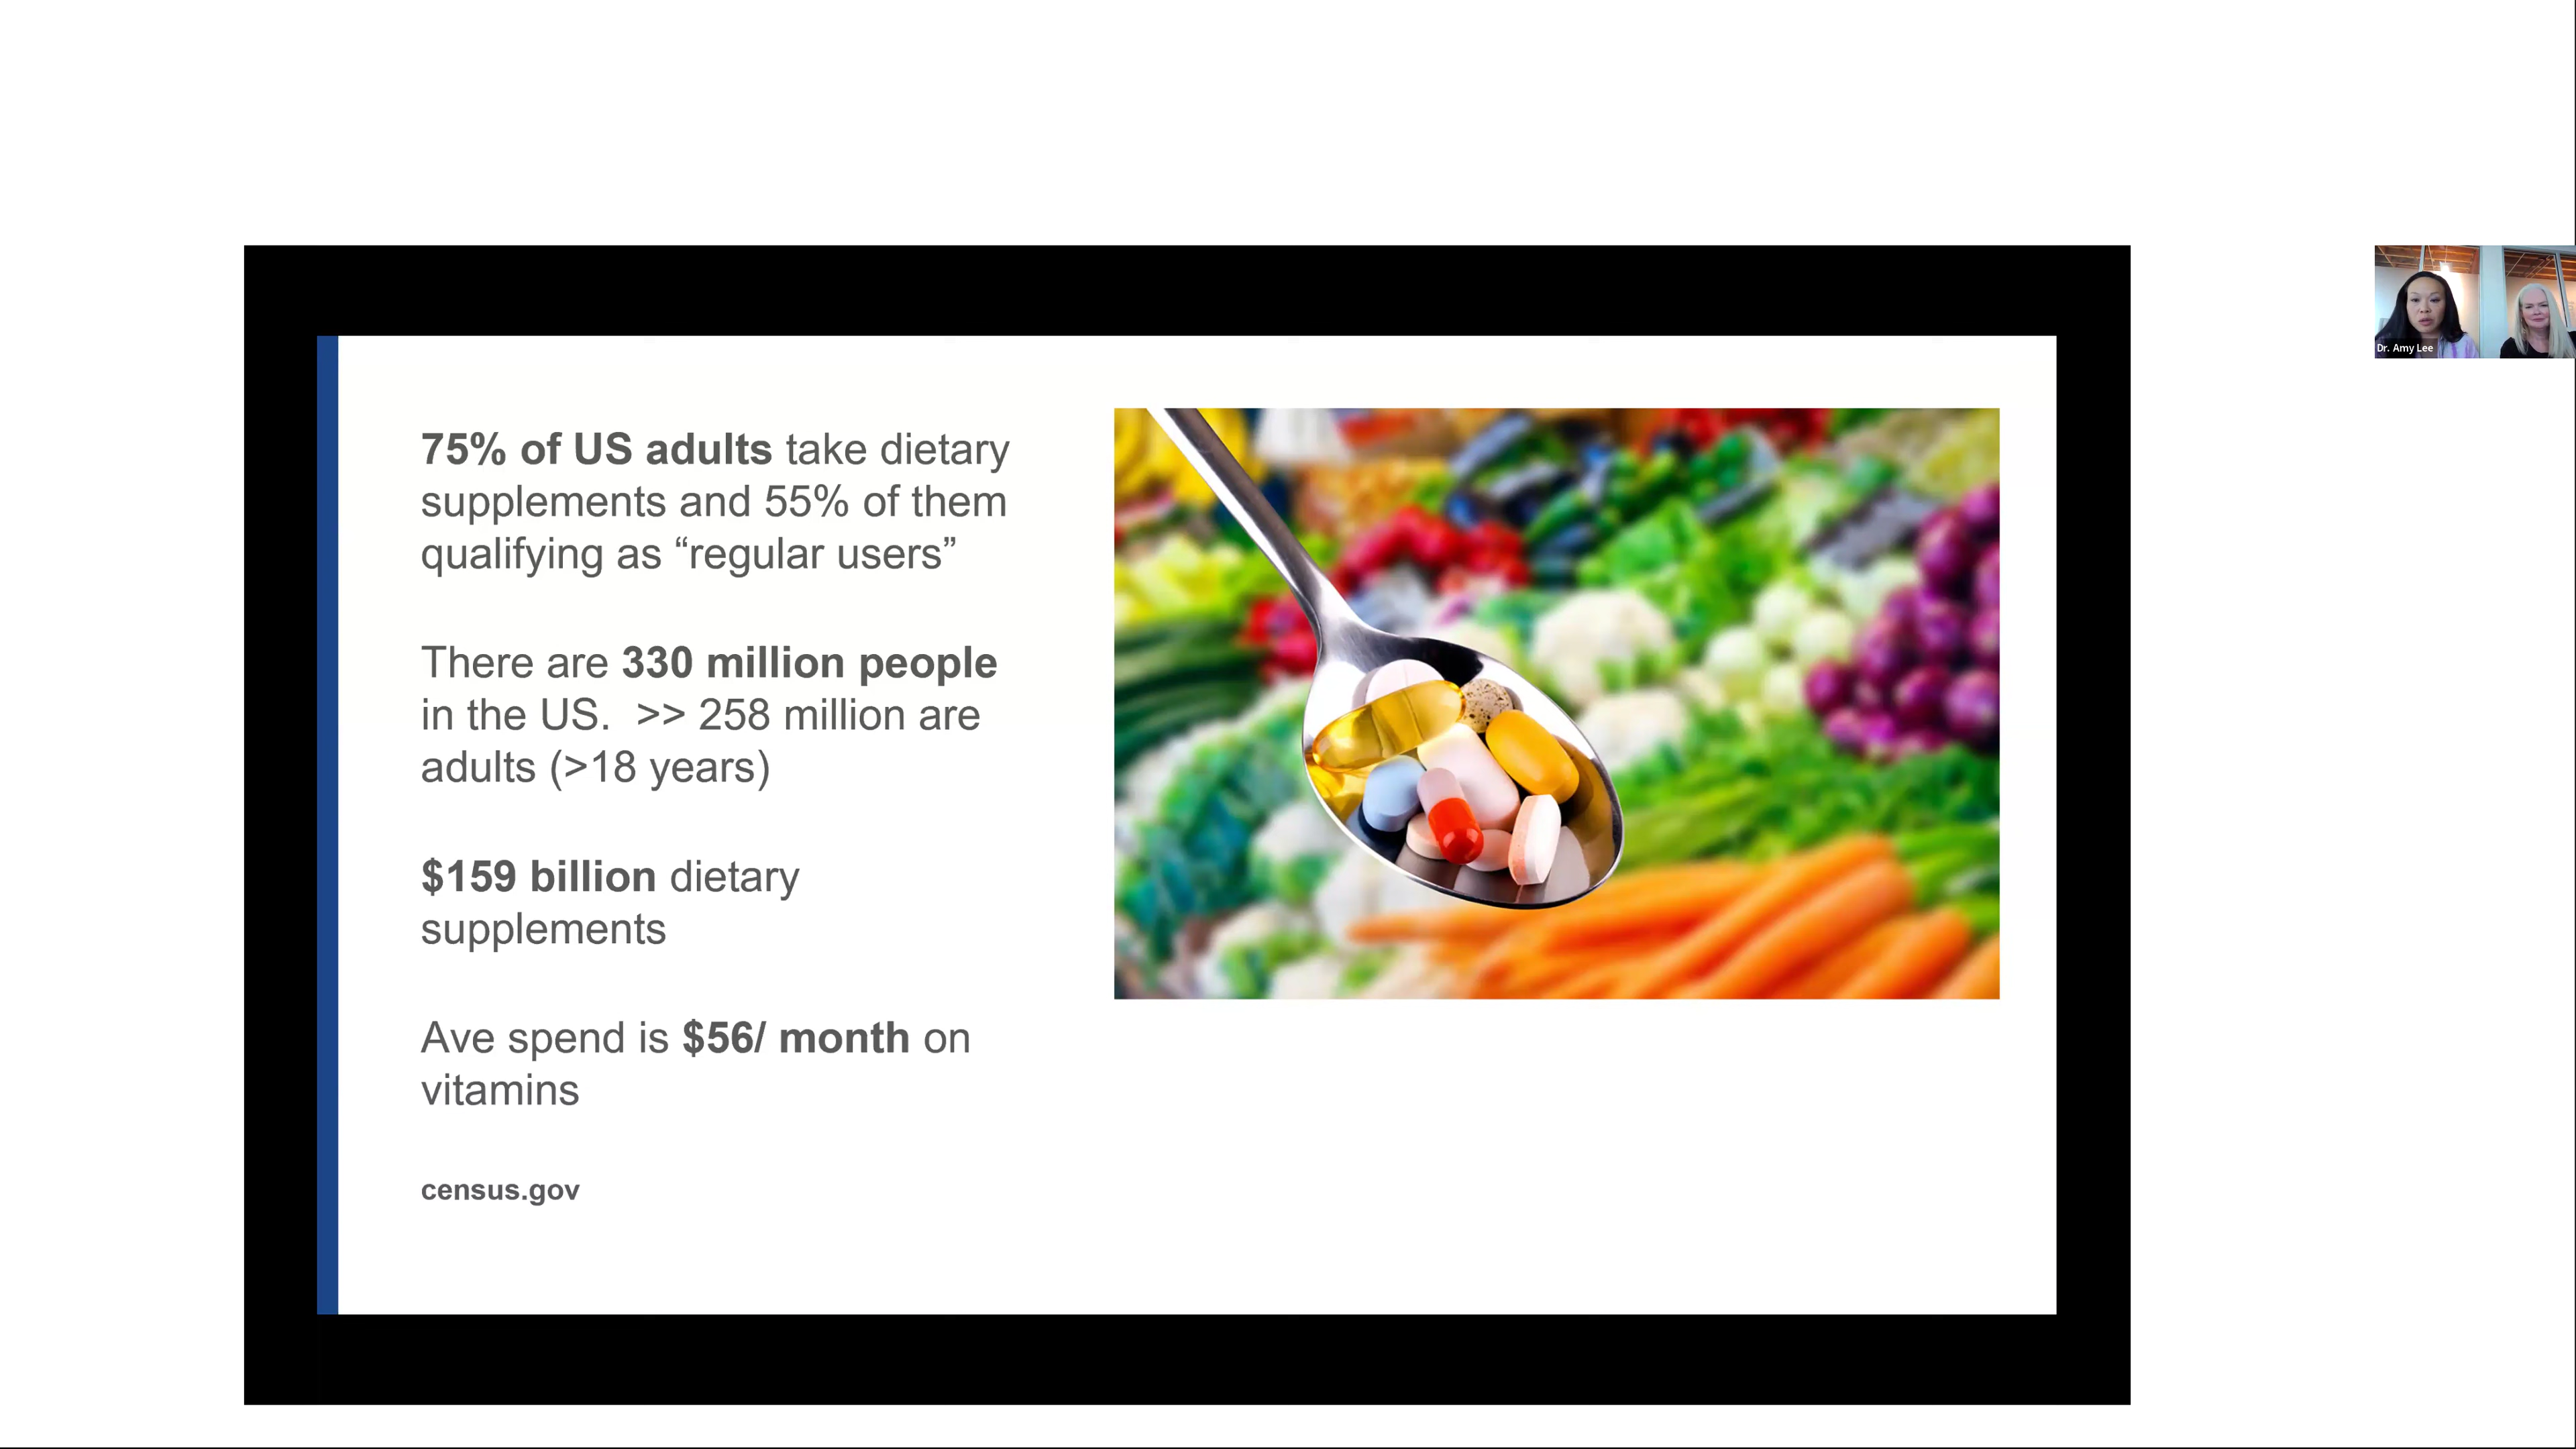 75% of US adults take dietary
supplements and 55% of them
qualifying as “regular users”
There are 330 million people
in the US.  >> 258 million are
adults (>18 years)
$159 billion dietary
supplements
Ave spend is $56/ month on
vitamins
census.gov
Dr. Amy Lee